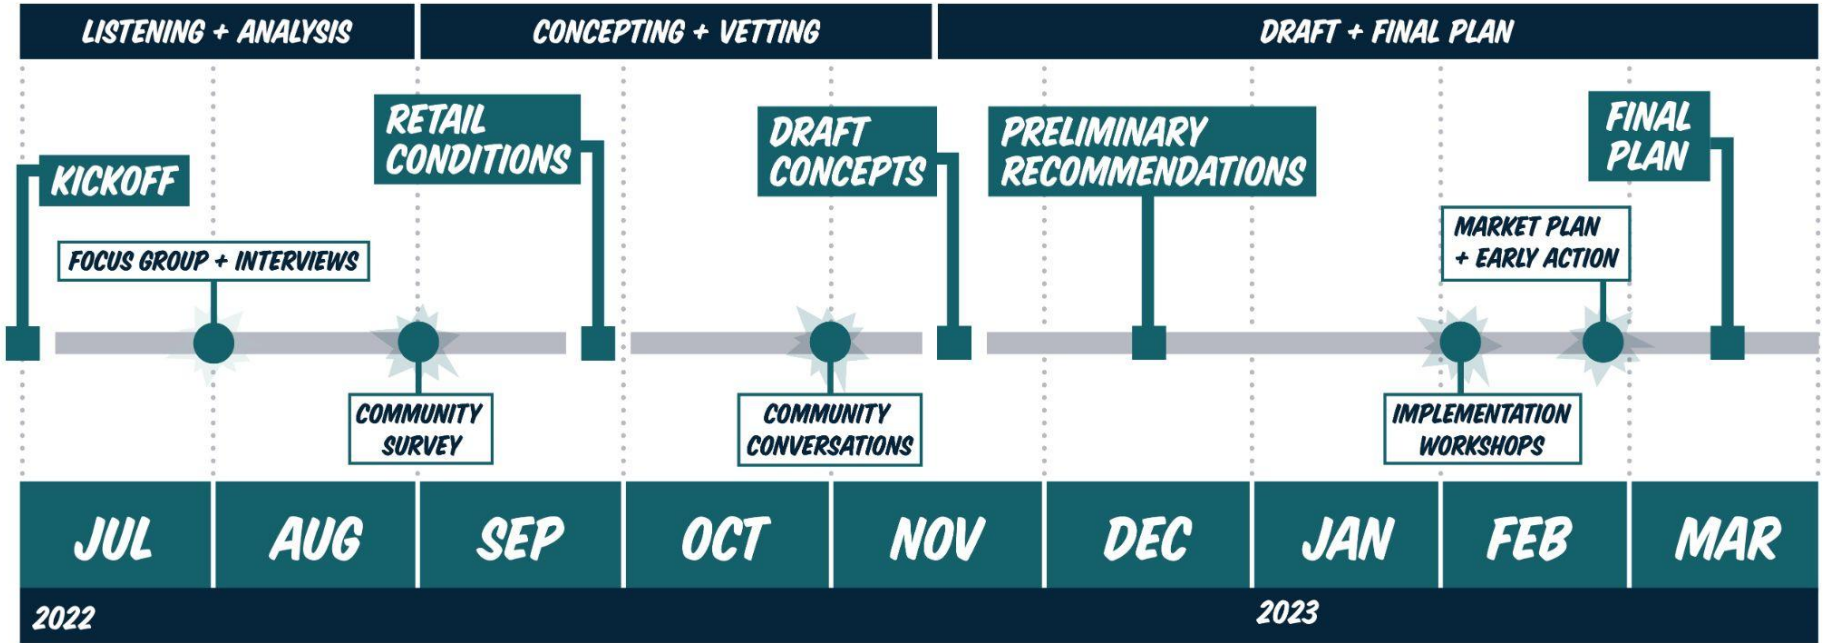 LISTENING + ANALYSIS
CONCEPTING + VETTING
DRAFT + FINAL PLAN
KICKOFF
RETAIL
CONDITIONS
DRAFT
CONCEPTS
PRELIMINARY
RECOMMENDATIONS
FINAL
PLAN
FOCUS GROUP + INTERVIEWS
MARKET PLAN
+ EARLY ACTION
COMMUNITY
SURVEY
COMMUNITY
CONVERSATIONS
IMPLEMENTATION
WORKSHOPS
JUL
AUG
SEP
OCT
NOV
DEC
JAN
FEB
MAR
2022
2023